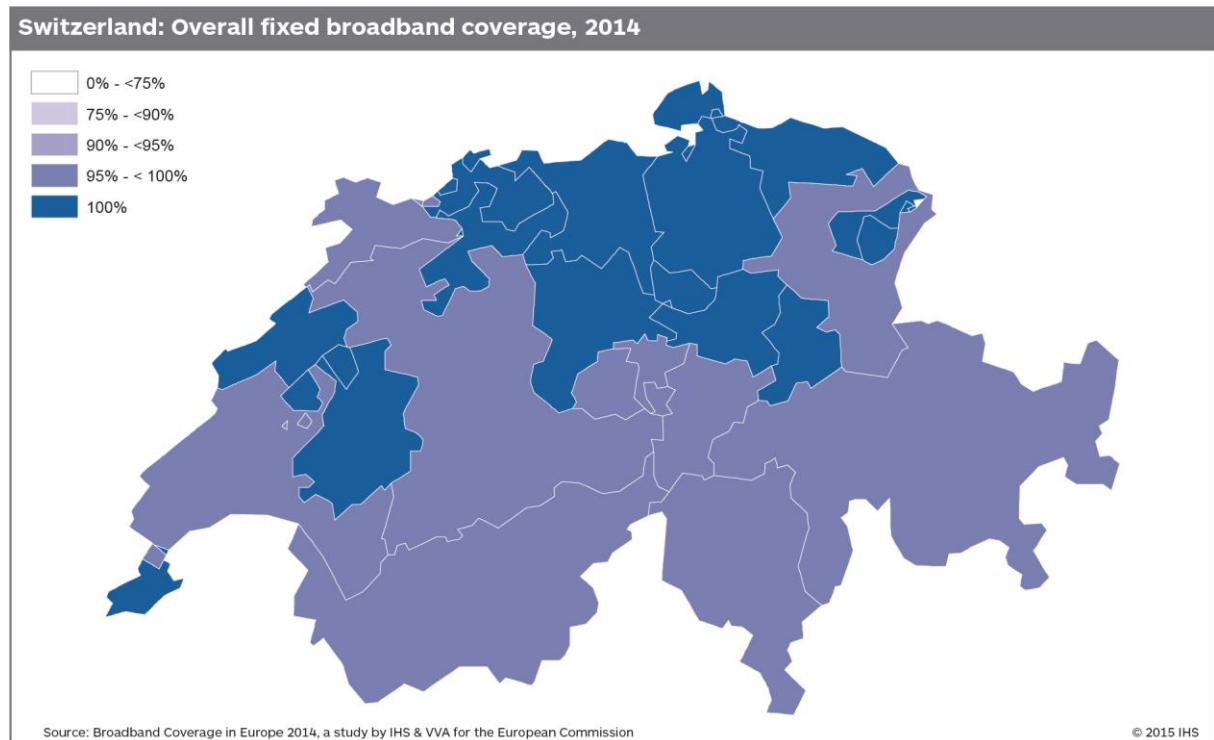 Switzerland: Overall fixed broadband coverage, 2014
0% - <75%
75% - <90%
90% - <95%
95% - < 100%
100%
Source: Broadband Coverage in Europe 2014, a study by IHS & VVA for the European Commission
© 2015 IHS